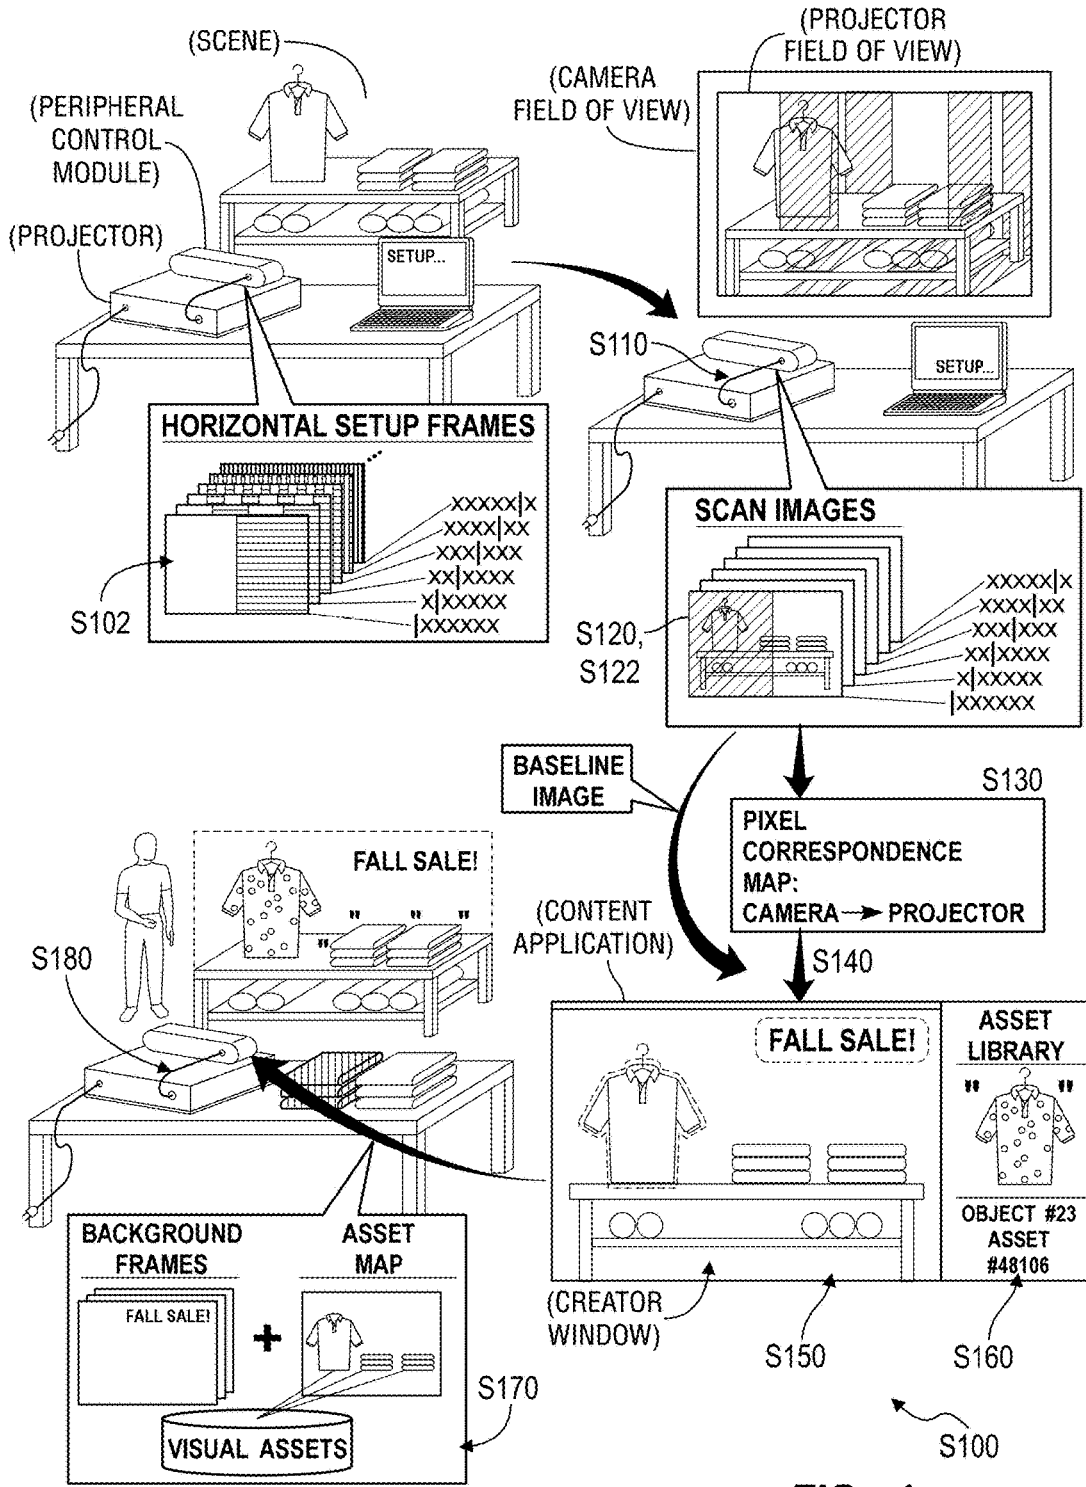 (SCENE)
(PERIPHERAL
CONTROL
MODULE)
(PROJECTOR)
SETUP...
HORIZONTAL SETUP FRAMES
XXXXX|X
XXXX|XX
XXX|XXX
XX|XXXX
X|XXXXX
|XXXXXX
S102
(PROJECTOR
FIELD OF VIEW)
(CAMERA
FIELD OF VIEW)
S110
SETUP...
SCAN IMAGES
XXXXX|X
XXXX|XX
XXX|XXX
XX|XXXX
X|XXXXX
|XXXXXX
S120,
S122
BASELINE
IMAGE
S130
PIXEL
CORRESPONDENCE
MAP:
CAMERA → PROJECTOR
S140
(CONTENT
APPLICATION)
FALL SALE!
ASSET
LIBRARY
" "
OBJECT #23
ASSET
#48106
(CREATOR
WINDOW)
S150
S160
S100
FALL SALE!
" " "
"
S180
BACKGROUND
FRAMES
FALL SALE!
+
ASSET
MAP
VISUAL ASSETS
S170